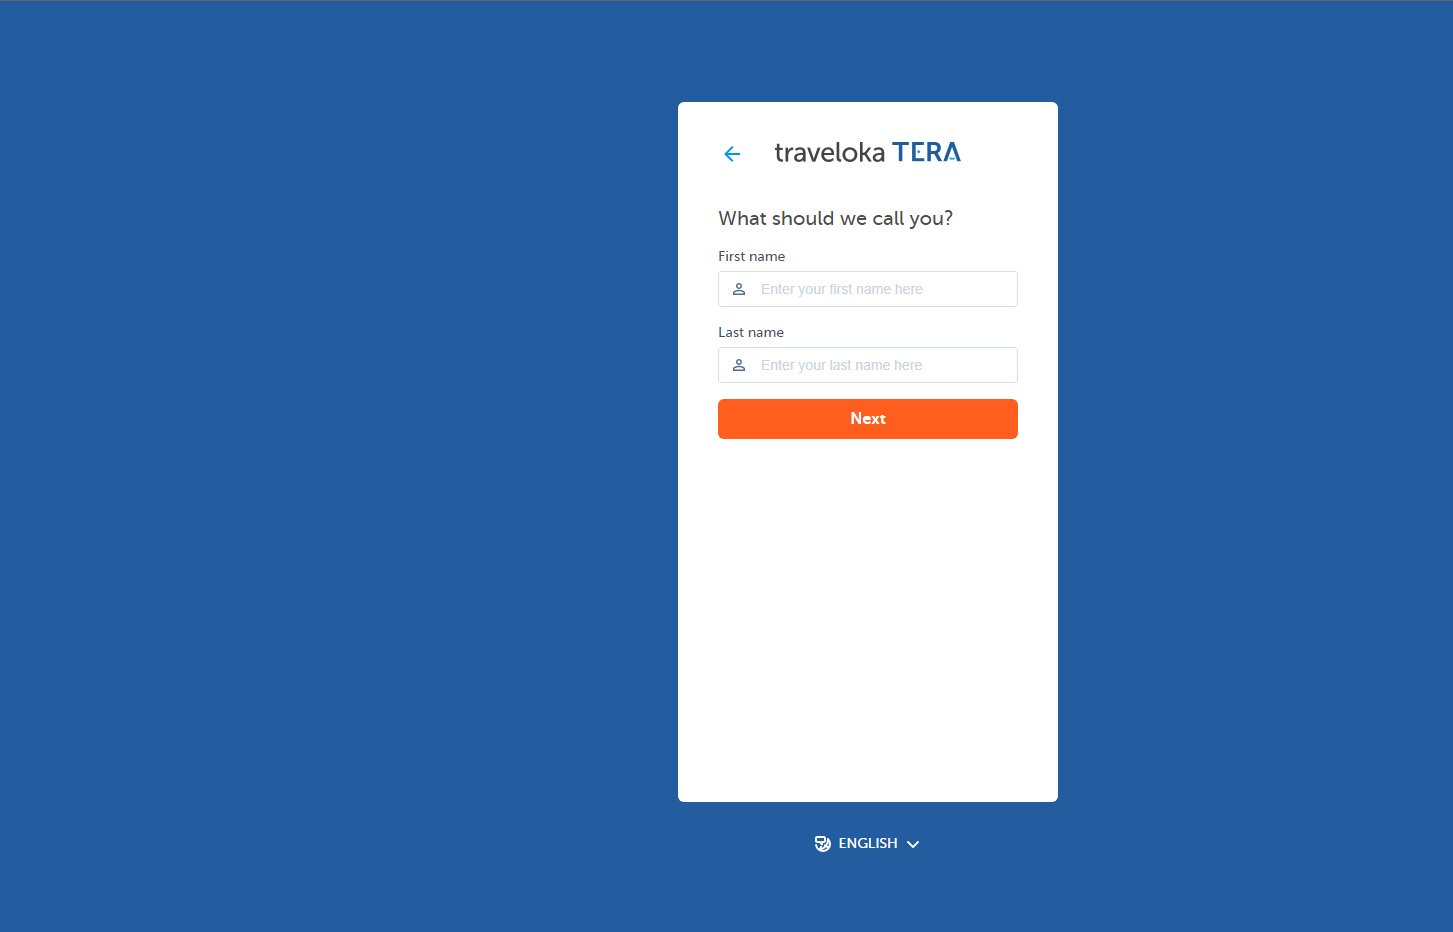 traveloka TERA
What should we call you?
First name
Enter your first name here
Last name
Enter your last name here
Next
ENGLISH